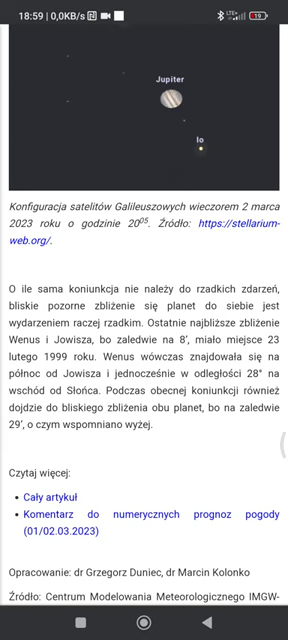 18:59 | 0,0KB/s
LTE+
19
Jupiter
Io
Konfiguracja satelitów Galileuszowych wieczorem 2 marca
2023 roku o godzinie 20⁰⁵. Źródło: https://stellarium-
web.org/.
O ile sama koniunkcja nie należy do rzadkich zdarzeń,
bliskie pozorne zbliżenie się planet do siebie jest
wydarzeniem raczej rzadkim. Ostatnie najbliższe zbliżenie
Wenus i Jowisza, bo zaledwie na 8’, miało miejsce 23
lutego 1999 roku. Wenus wówczas znajdowała się na
północ od Jowisza i jednocześnie w odległości 28° na
wschód od Słońca. Podczas obecnej koniunkcji również
dojdzie do bliskiego zbliżenia obu planet, bo na zaledwie
29’, o czym wspomniano wyżej.
Czytaj więcej:
• Cały artykuł
• Komentarz do numerycznych prognoz pogody
(01/02.03.2023)
Opracowanie: dr Grzegorz Duniec, dr Marcin Kolonko
Źródło: Centrum Modelowania Meteorologicznego IMGW-